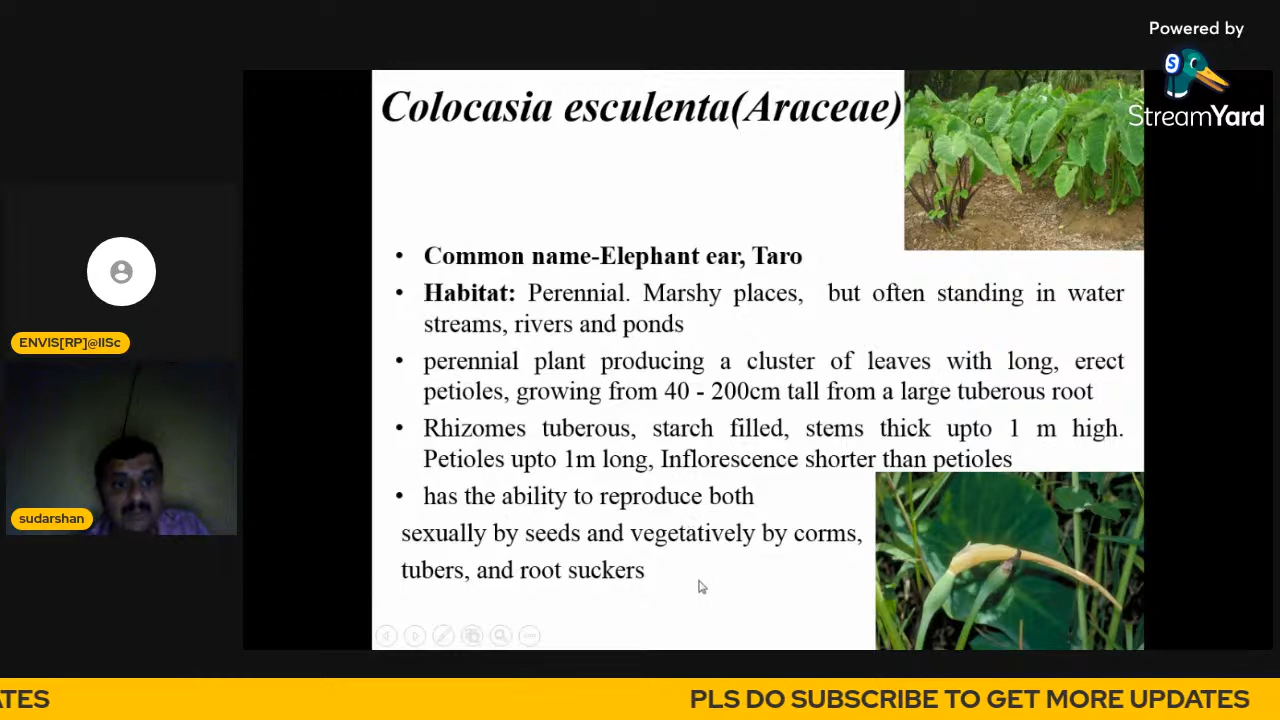 Powered by
S
StreamYard
Colocasia esculenta(Araceae)
• Common name-Elephant ear, Taro
• Habitat: Perennial. Marshy places, but often standing in water
streams, rivers and ponds
• perennial plant producing a cluster of leaves with long, erect
petioles, growing from 40 - 200cm tall from a large tuberous root
• Rhizomes tuberous, starch filled, stems thick upto 1 m high.
Petioles upto 1m long, Inflorescence shorter than petioles
• has the ability to reproduce both
sexually by seeds and vegetatively by corms,
tubers, and root suckers
ENVIS[RP]@IISc
sudarshan
ATES
PLS DO SUBSCRIBE TO GET MORE UPDATES